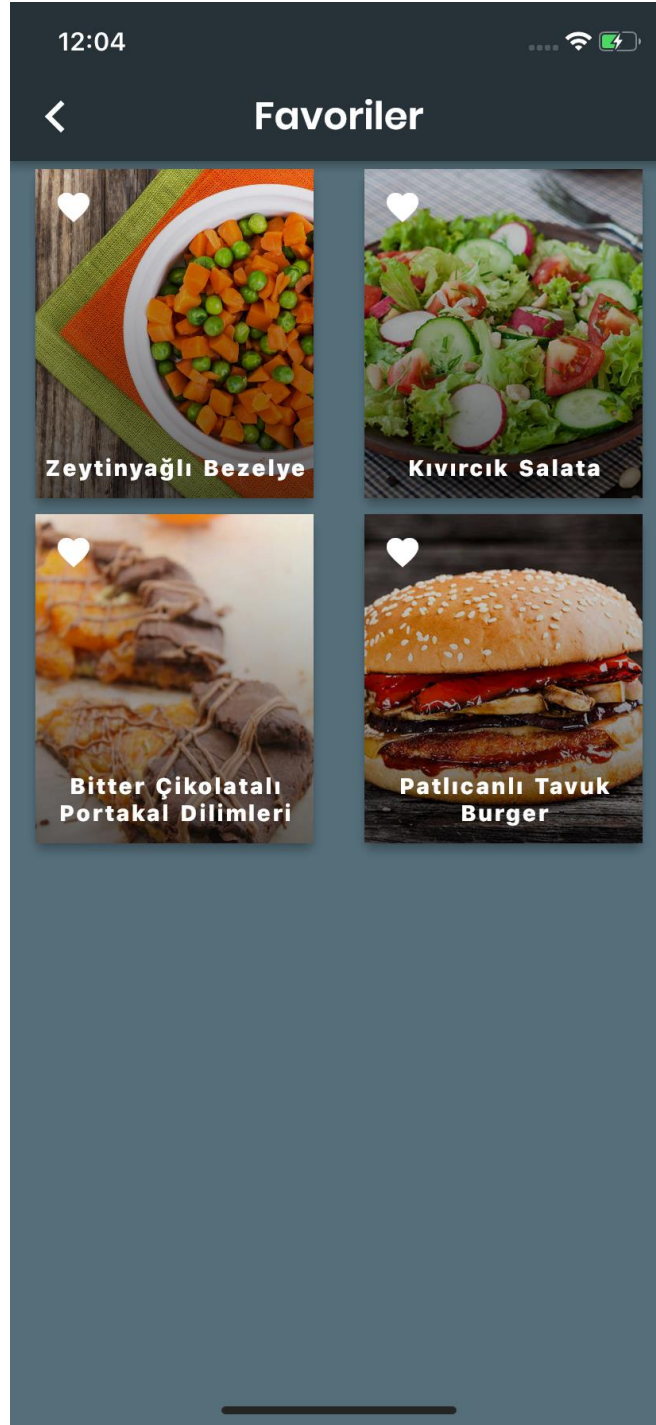 12:04
Favoriler
Zeytinyağlı Bezelye
Kıvırcık Salata
Bitter Çikolatalı
Portakal Dilimleri
Patlıcanlı Tavuk
Burger